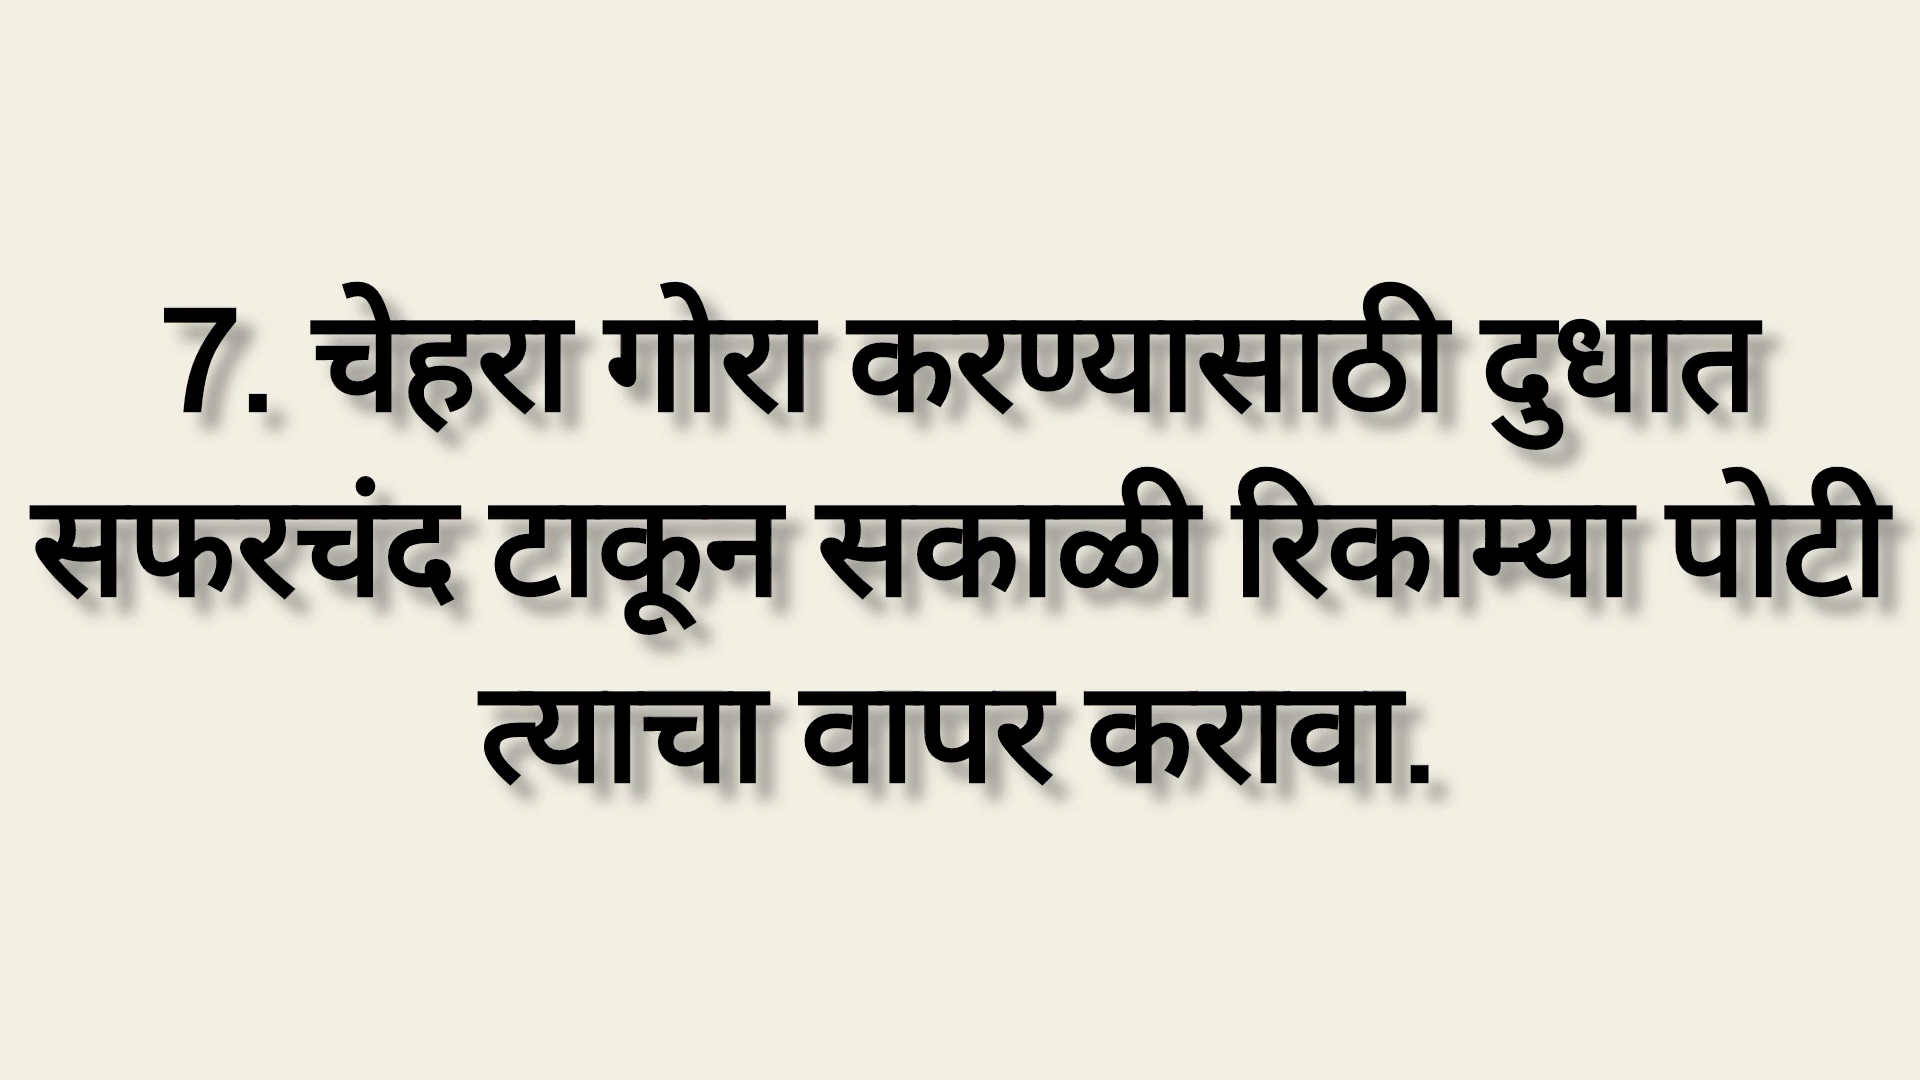 7. चेहरा गोरा करण्यासाठी दुधात
सफरचंद टाकून सकाळी रिकाम्या पोटी
त्याचा वापर करावा.